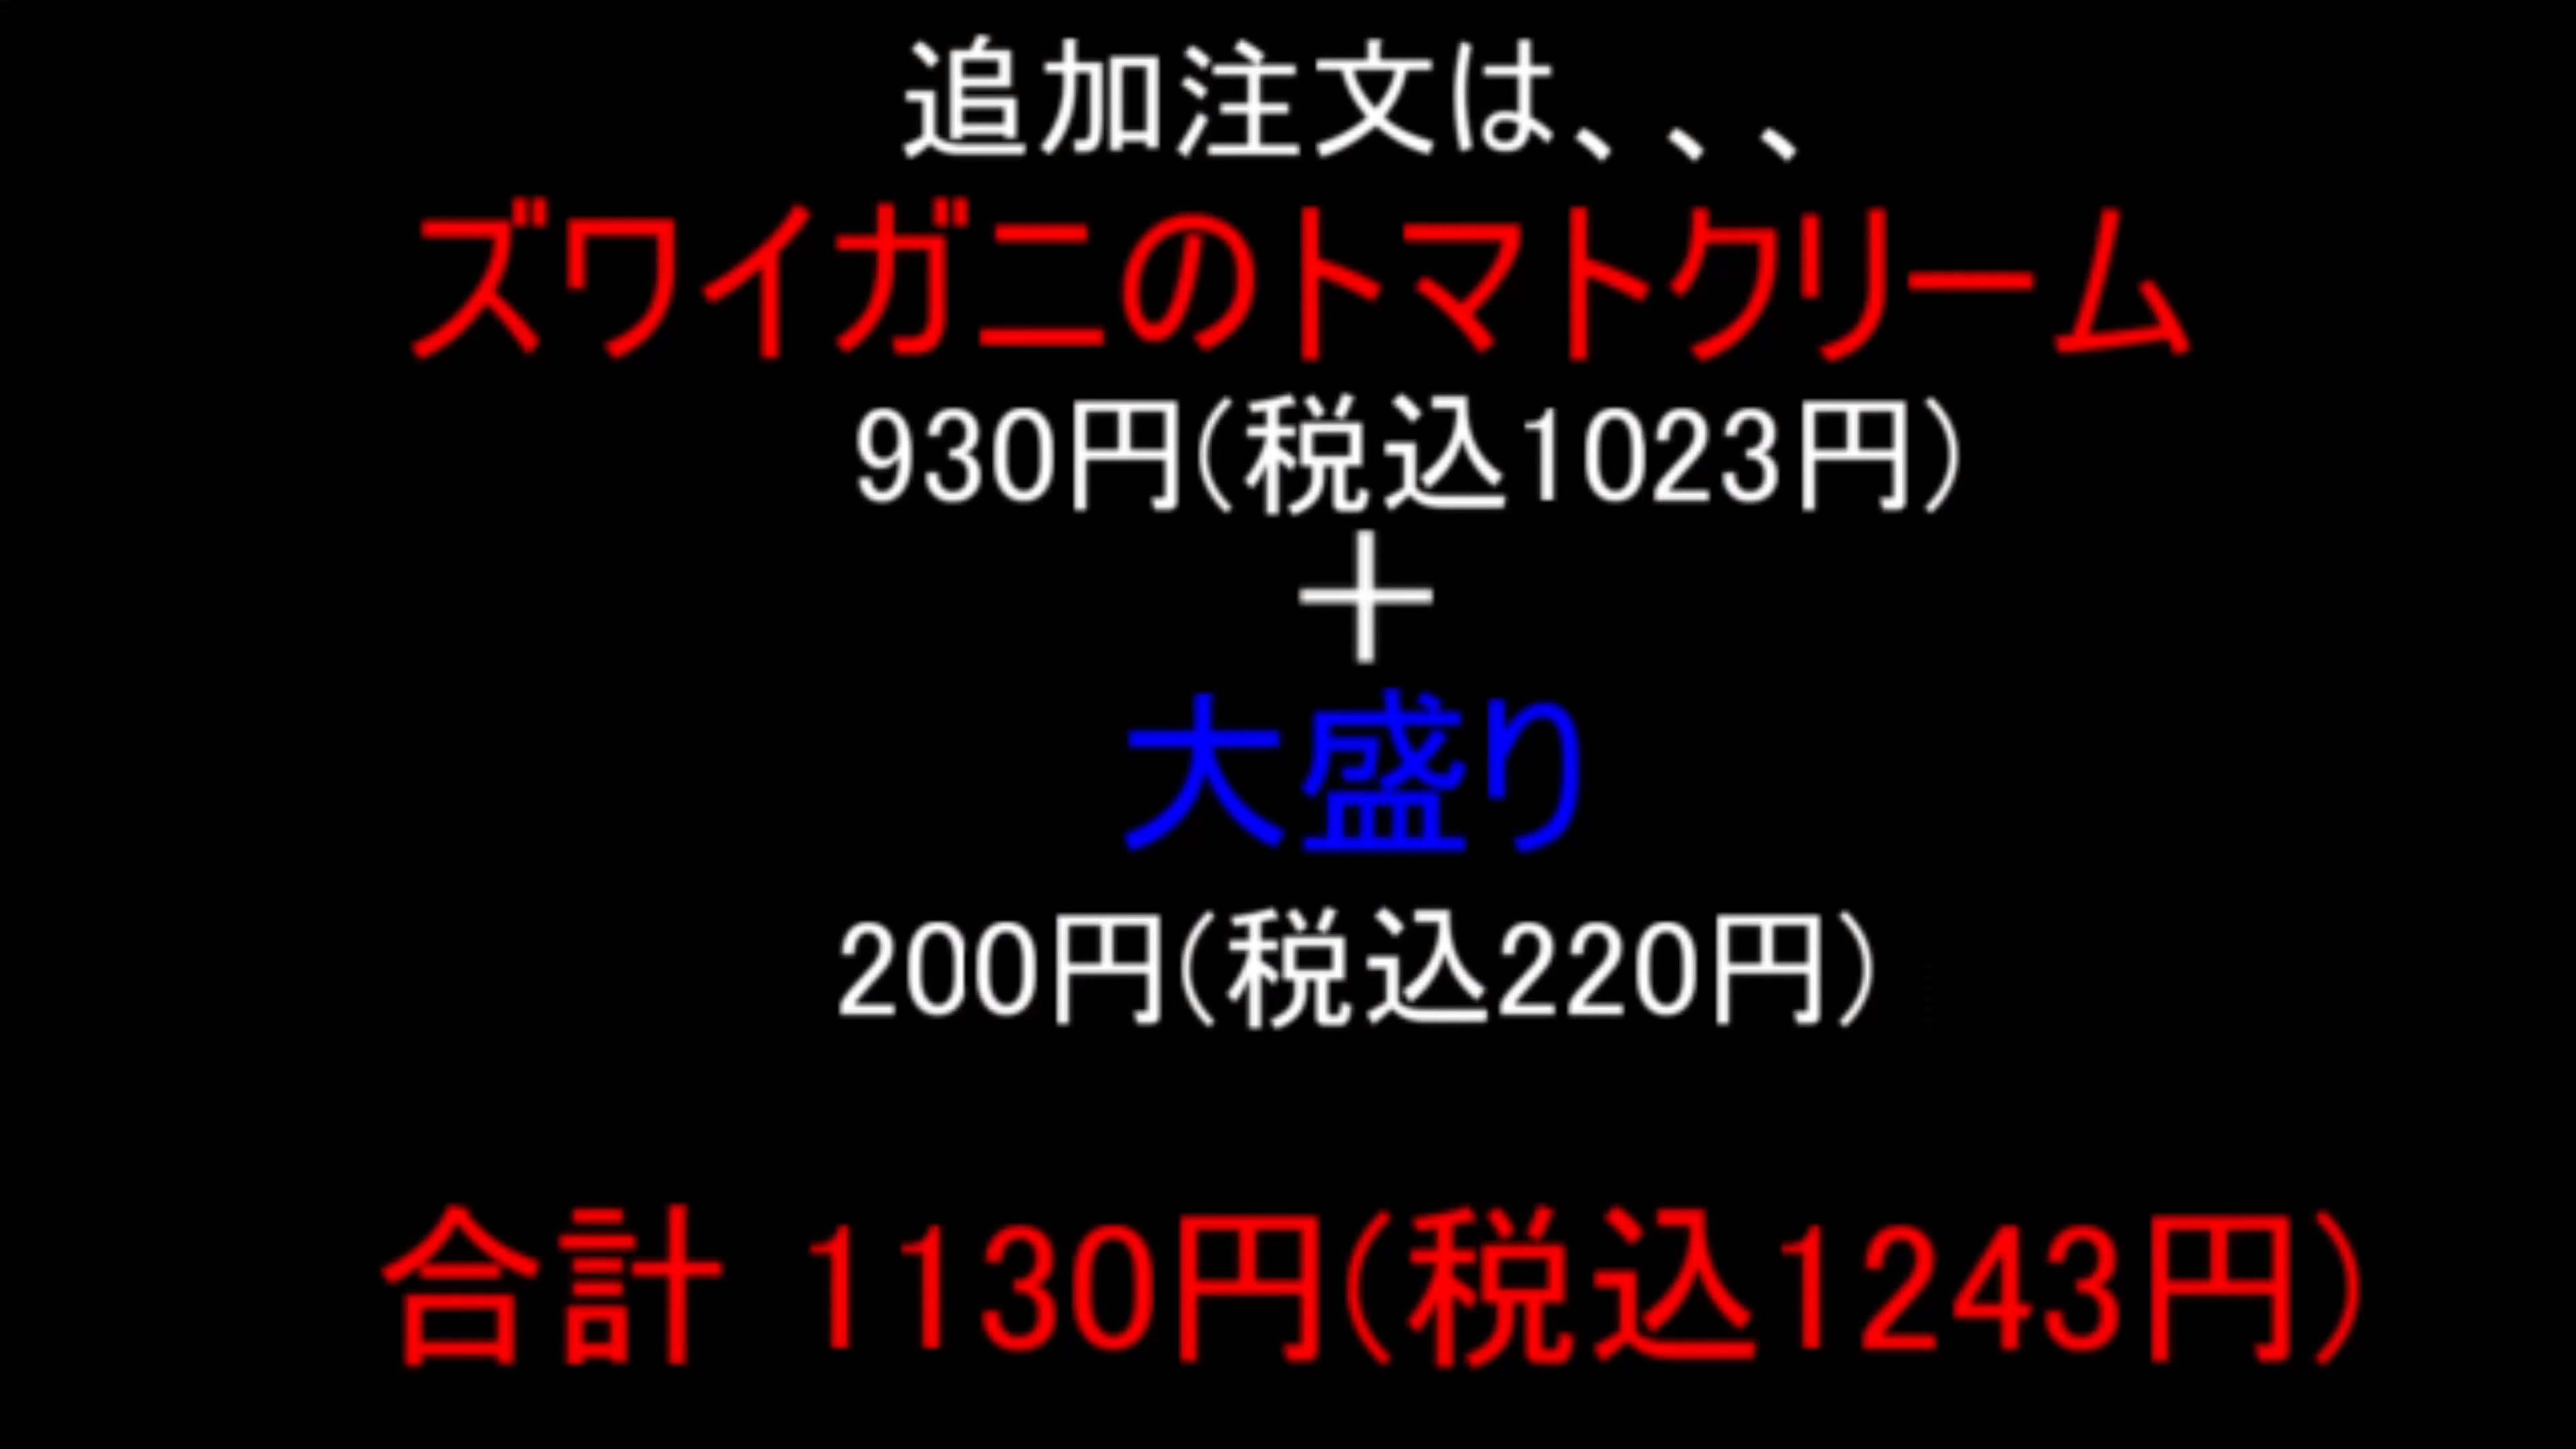 追加注文は、、、
ズワイガニのトマトクリーム
930円(税込1023円)
＋
大盛り
200円(税込220円)
合計 1130円(税込1243円)